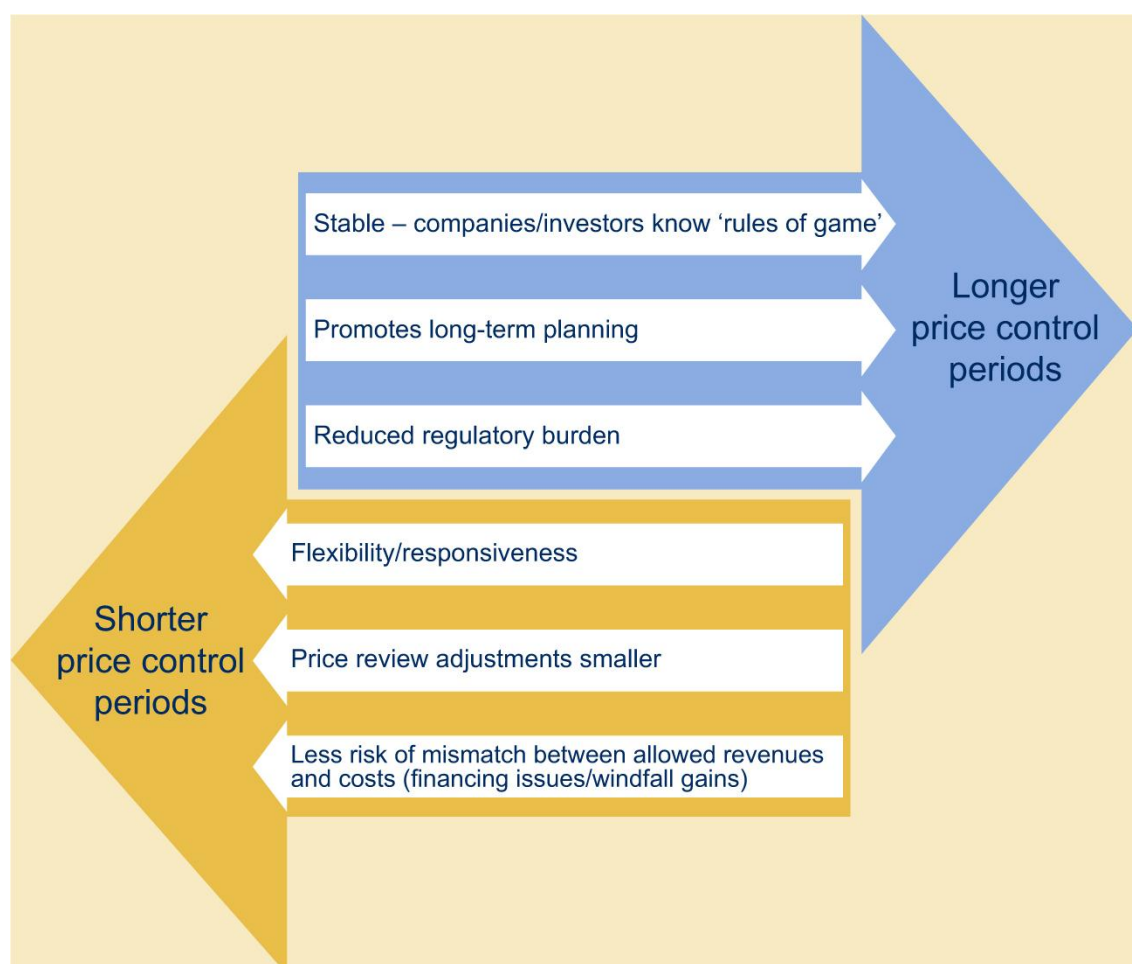 Stable – companies/investors know ‘rules of game’
Promotes long-term planning
Reduced regulatory burden
Longer
price control
periods
Flexibility/responsiveness
Price review adjustments smaller
Less risk of mismatch between allowed revenues
and costs (financing issues/windfall gains)
Shorter
price control
periods